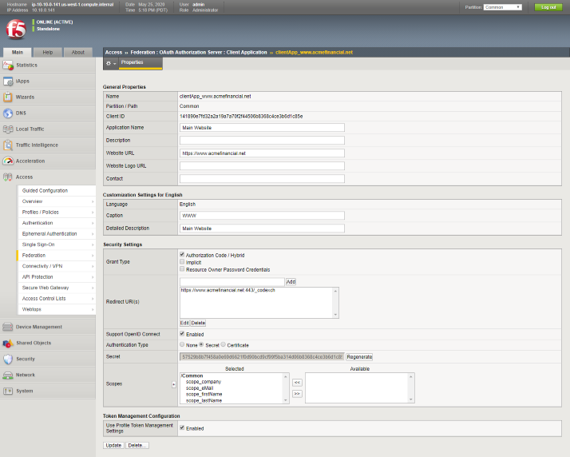 Hostname ip-10-10-0-141.us-west-1.compute.internal Date May 25, 2020 User admin
IP Address 10.10.0.141 Time 3:10 PM (PDT) Role Administrator
Partition: Common
Log out
f5
ONLINE (ACTIVE)
Standalone
Main Help About
Access » Federation : OAuth Authorization Server : Client Application » clientApp_www.acmefinancial.net
Properties
Statistics
iApps
Wizards
DNS
Local Traffic
Traffic Intelligence
Acceleration
Access
Guided Configuration
Overview
Profiles / Policies
Authentication
Ephemeral Authentication
Single Sign-On
Federation
Connectivity / VPN
API Protection
Secure Web Gateway
Access Control Lists
Webtops
Device Management
Shared Objects
Security
Network
System
General Properties
Name clientApp_www.acmefinancial.net
Partition / Path Common
Client ID
Application Name Main Website
Description
Website URL https://www.acmefinancial.net
Website Logo URL
Contact
Customization Settings for English
Language English
Caption WWW
Detailed Description Main Website
Security Settings
Grant Type
Authorization Code / Hybrid
Implicit
Resource Owner Password Credentials
Add
Redirect URI(s)
https://www.acmefinancial.net:443/_codexch
Edit Delete
Support OpenID Connect Enabled
Authentication Type None Secret Certificate
Secret Regenerate
Scopes
Selected Available
/Common
scope_company
scope_eMail
scope_firstName
scope_lastName
<<
>>
Token Management Configuration
Use Profile Token Management Settings Enabled
Update Delete...